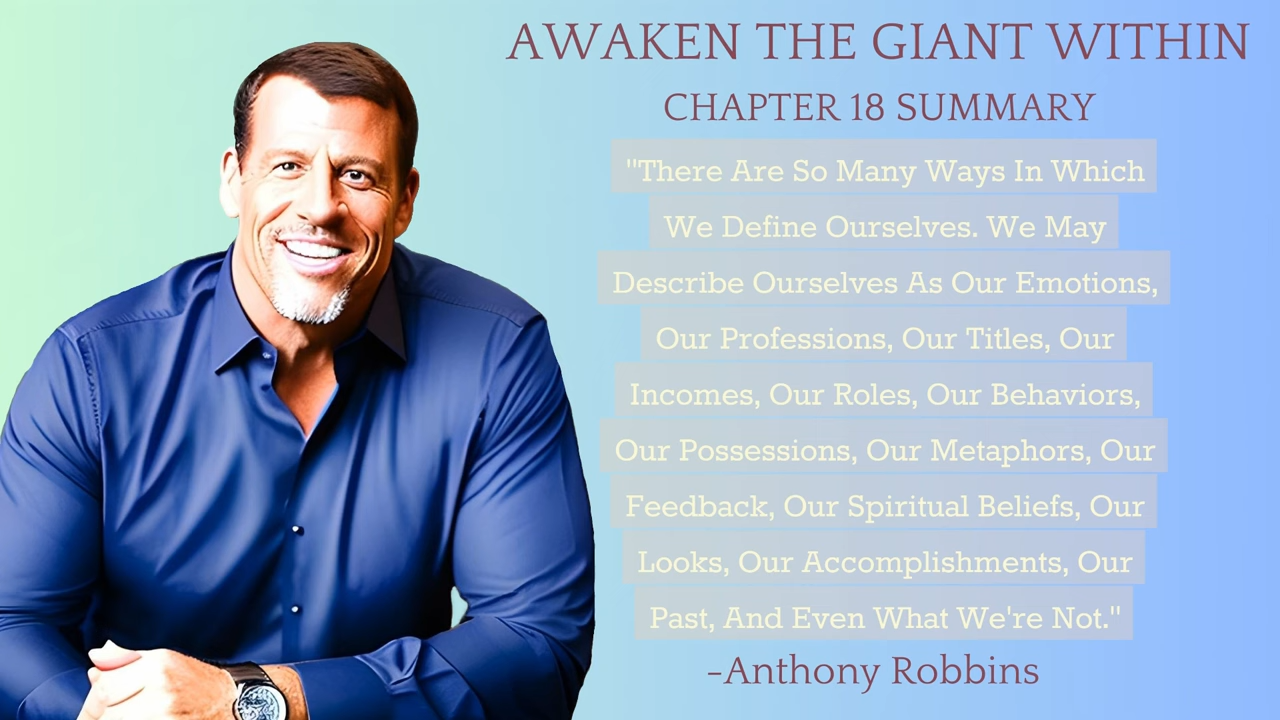 AWAKEN THE GIANT WITHIN
CHAPTER 18 SUMMARY
"There Are So Many Ways In Which
We Define Ourselves. We May
Describe Ourselves As Our Emotions,
Our Professions, Our Titles, Our
Incomes, Our Roles, Our Behaviors,
Our Possessions, Our Metaphors, Our
Feedback, Our Spiritual Beliefs, Our
Looks, Our Accomplishments, Our
Past, And Even What We're Not."
-Anthony Robbins